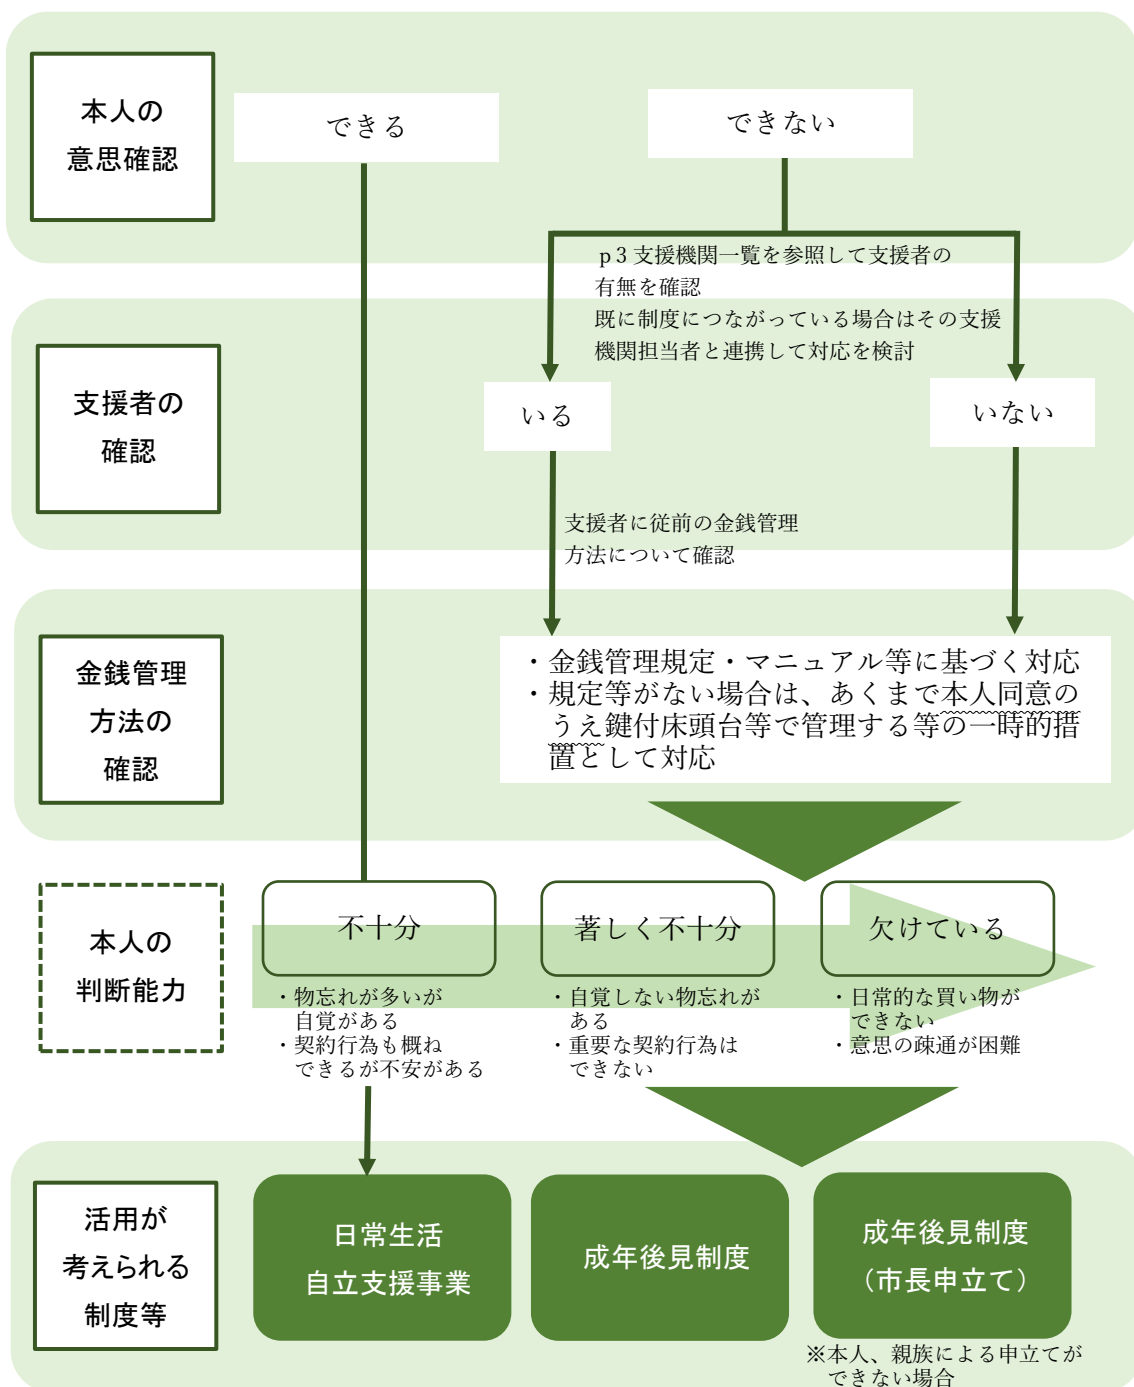 本人の
意思確認
できる
できない
p3 支援機関一覧を参照して支援者の
有無を確認
既に制度につながっている場合はその支援
機関担当者と連携して対応を検討
支援者の
確認
いる
いない
支援者に従前の金銭管理
方法について確認
金銭管理
方法の
確認
・金銭管理規定・マニュアル等に基づく対応
・規定等がない場合は、あくまで本人同意の
うえ鍵付床頭台等で管理する等の一時的措
置として対応
本人の
判断能力
不十分
著しく不十分
欠けている
・物忘れが多いが
自覚がある
・契約行為も概ね
できるが不安がある
・自覚しない物忘れが
ある
・重要な契約行為は
できない
・日常的な買い物が
できない
・意思の疎通が困難
活用が
考えられる
制度等
日常生活
自立支援事業
成年後見制度
成年後見制度
（市長申立て）
※本人、親族による申立てが
できない場合